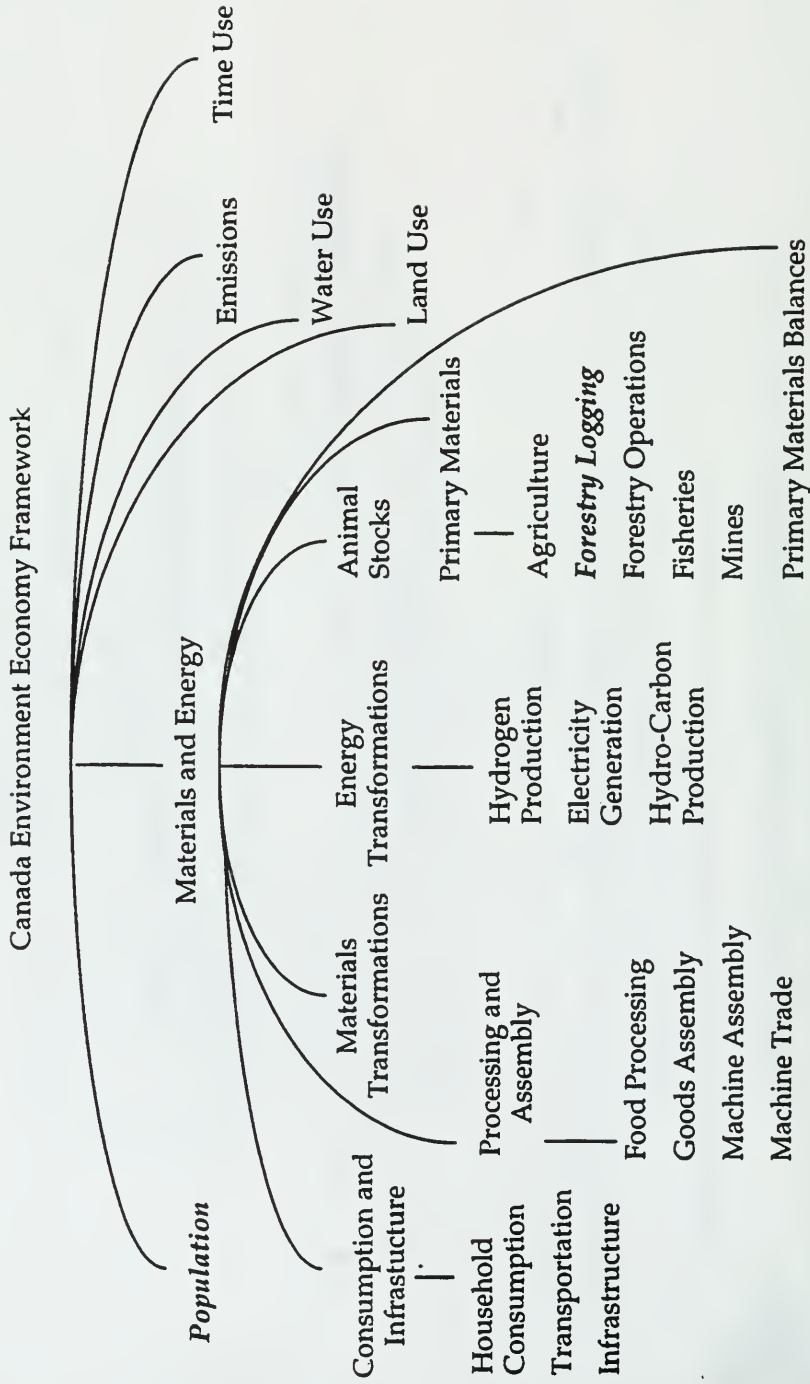 Canada Environment Economy Framework
Population
Materials and Energy
Emissions
Time Use
Water Use
Land Use
Consumption and
Infrastucture
Household
Consumption
Transportation
Infrastructure
Processing and
Assembly
Food Processing
Goods Assembly
Machine Assembly
Machine Trade
Materials
Transformations
Energy
Transformations
Hydrogen
Production
Electricity
Generation
Hydro-Carbon
Production
Animal
Stocks
Primary Materials
Agriculture
Forestry Logging
Forestry Operations
Fisheries
Mines
Primary Materials Balances